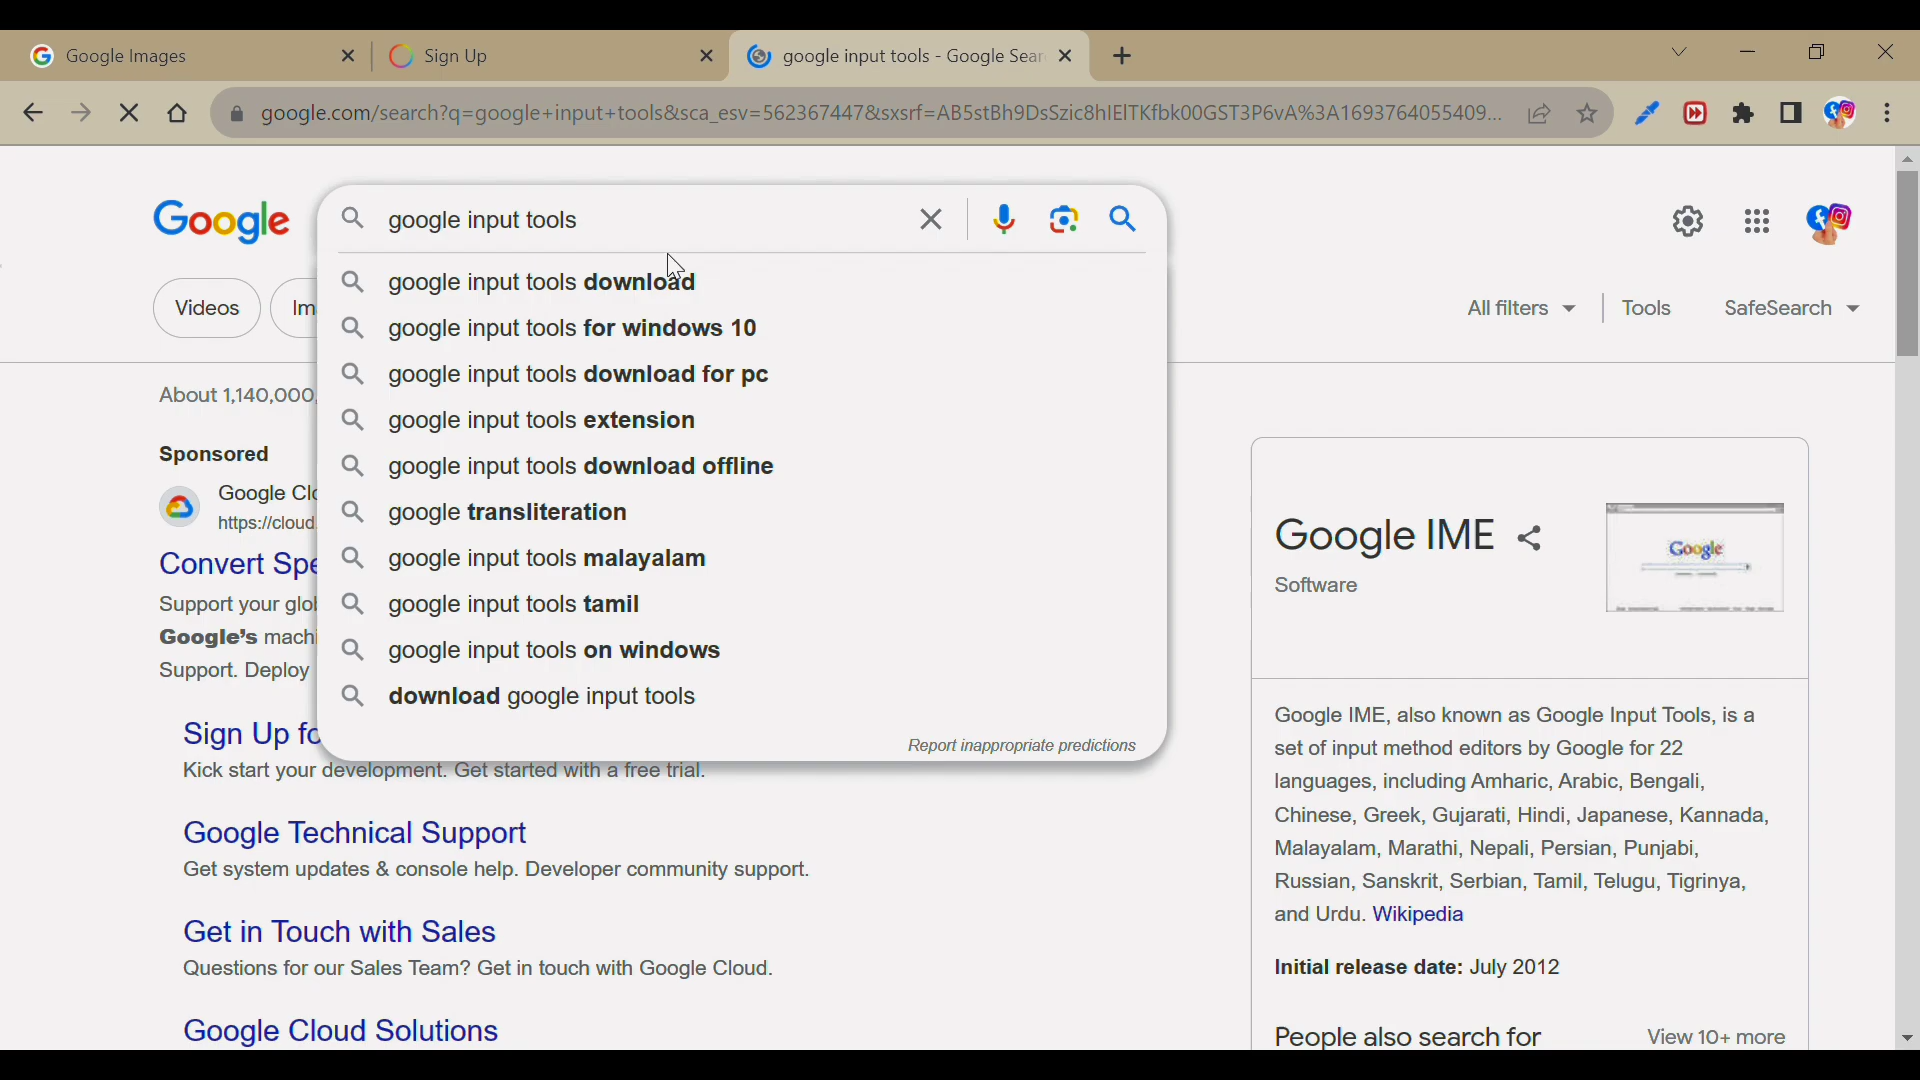 Google Images
Sign Up
google input tools - Google Sear
google.com/search?q=google+input+tools&sca_esv=562367447&sxsrf=AB5stBh9DsSzic8hIElTKfbk00GST3P6vA%3A1693764055409...
Google
google input tools
google input tools download
google input tools for windows 10
google input tools download for pc
google input tools extension
google input tools download offline
google transliteration
google input tools malayalam
google input tools tamil
google input tools on windows
download google input tools
Report inappropriate predictions
Videos
Im
All filters
Tools
SafeSearch
About 1,140,000,
Sponsored
Google Clo
https://cloud.
Convert Spe
Support your glob
Google's machi
Support. Deploy
Sign Up fo
Kick start your development. Get started with a free trial.
Google Technical Support
Get system updates & console help. Developer community support.
Get in Touch with Sales
Questions for our Sales Team? Get in touch with Google Cloud.
Google Cloud Solutions
Google IME
Software
Google
Google IME, also known as Google Input Tools, is a
set of input method editors by Google for 22
languages, including Amharic, Arabic, Bengali,
Chinese, Greek, Gujarati, Hindi, Japanese, Kannada,
Malayalam, Marathi, Nepali, Persian, Punjabi,
Russian, Sanskrit, Serbian, Tamil, Telugu, Tigrinya,
and Urdu. Wikipedia
Initial release date: July 2012
People also search for
View 10+ more